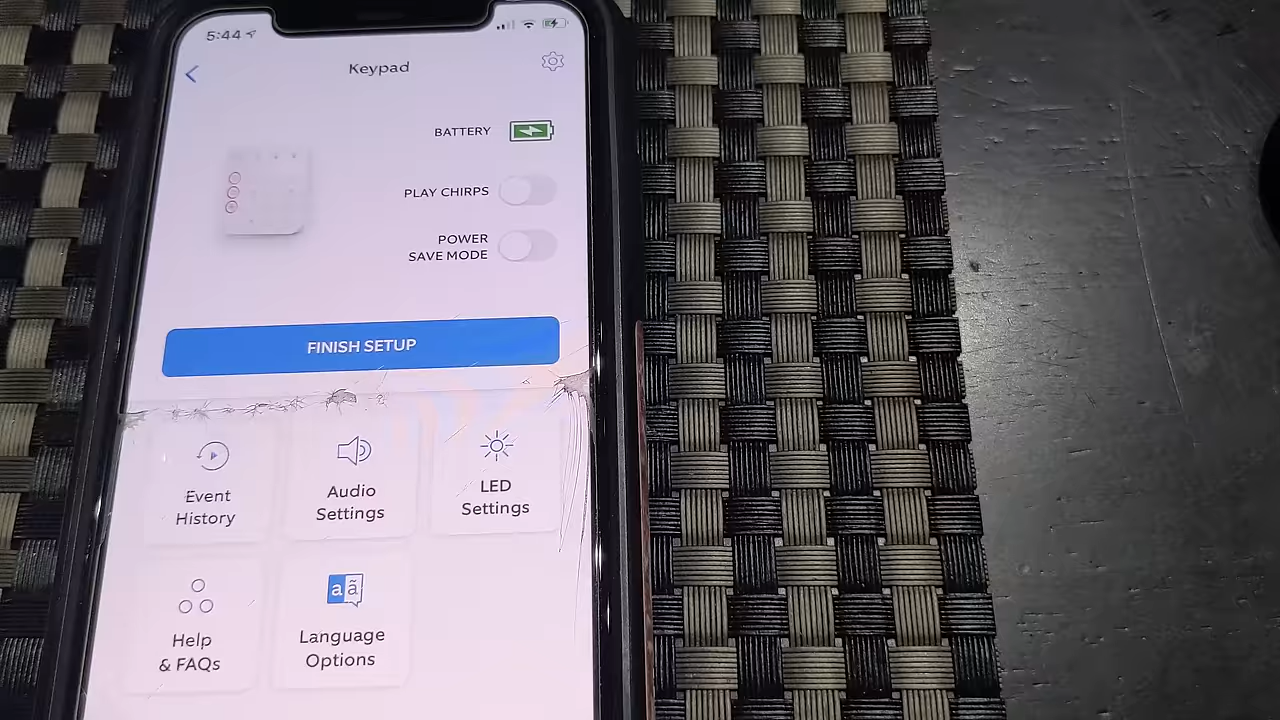 5:44
Keypad
BATTERY
PLAY CHIRPS
POWER
SAVE MODE
FINISH SETUP
Event
History
Audio
Settings
LED
Settings
Help
& FAQs
aã
Language
Options